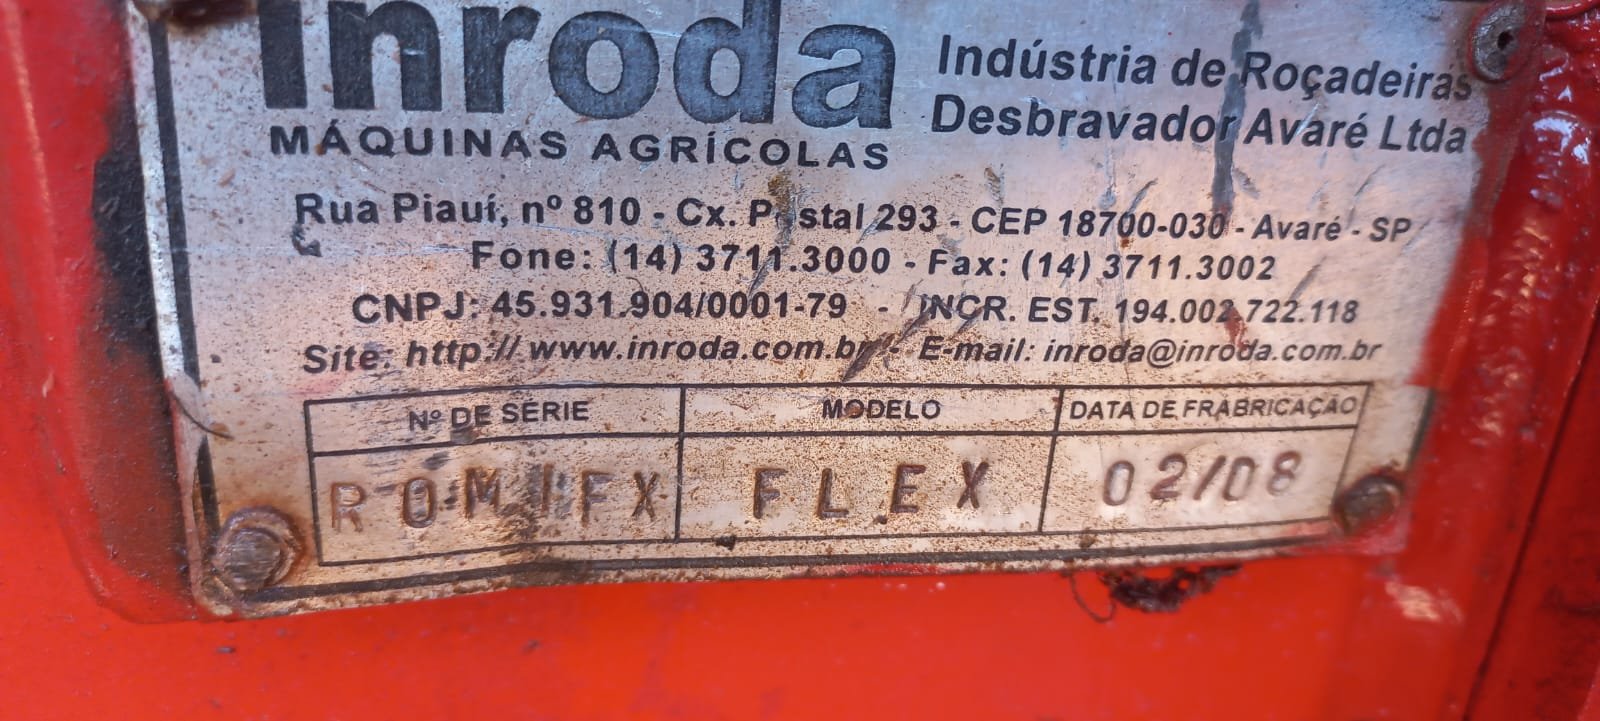 inroda
MÁQUINAS AGRÍCOLAS
Indústria de Roçadeiras
Desbravador Avaré Ltda
Rua Piauí, nº 810 - Cx. Postal 293 - CEP 18700-030 - Avaré - SP
Fone: (14) 3711.3000 - Fax: (14) 3711.3002
CNPJ: 45.931.904/0001-79 - INCR. EST. 194.002.722.118
Site: http:// www.inroda.com.br - E-mail: inroda@inroda.com.br
Nº DE SÉRIE MODELO DATA DE FRABRICAÇÃO
ROMIFX FLEX 02/08